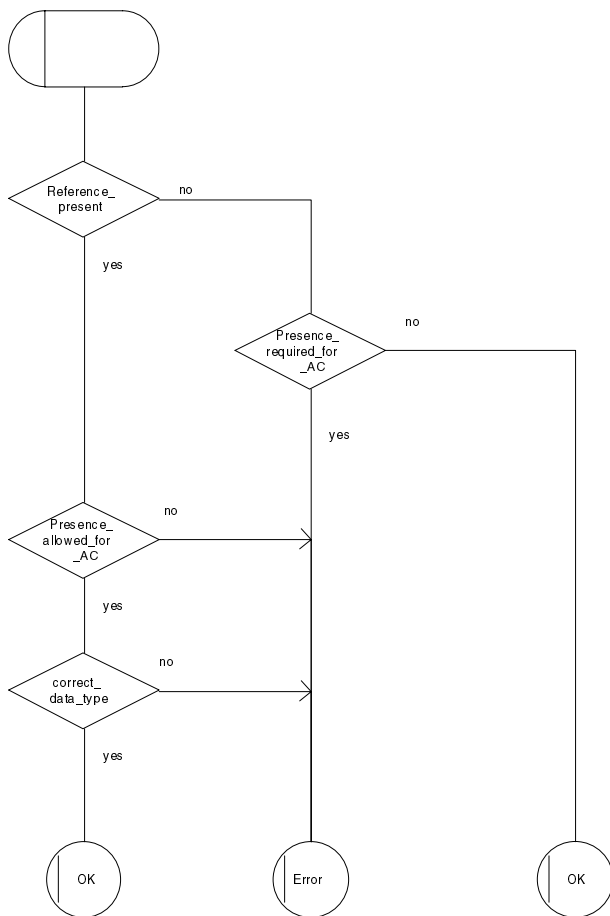 Reference_
present
no
yes
Presence_
required_for
_AC
no
yes
Presence_
allowed_for
_AC
no
yes
correct_
data_type
no
yes
OK
Error
OK